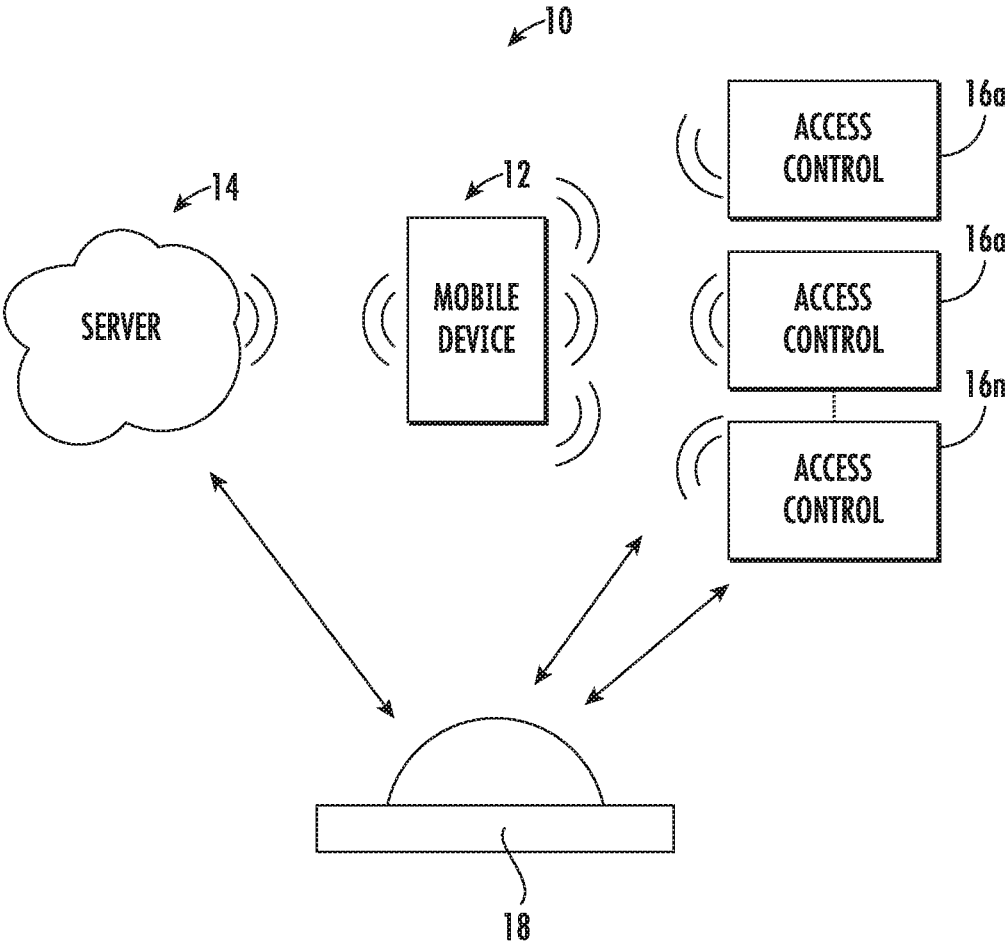 10
ACCESS
CONTROL
16a
14
12
SERVER
MOBILE
DEVICE
ACCESS
CONTROL
16a
ACCESS
CONTROL
16n
18